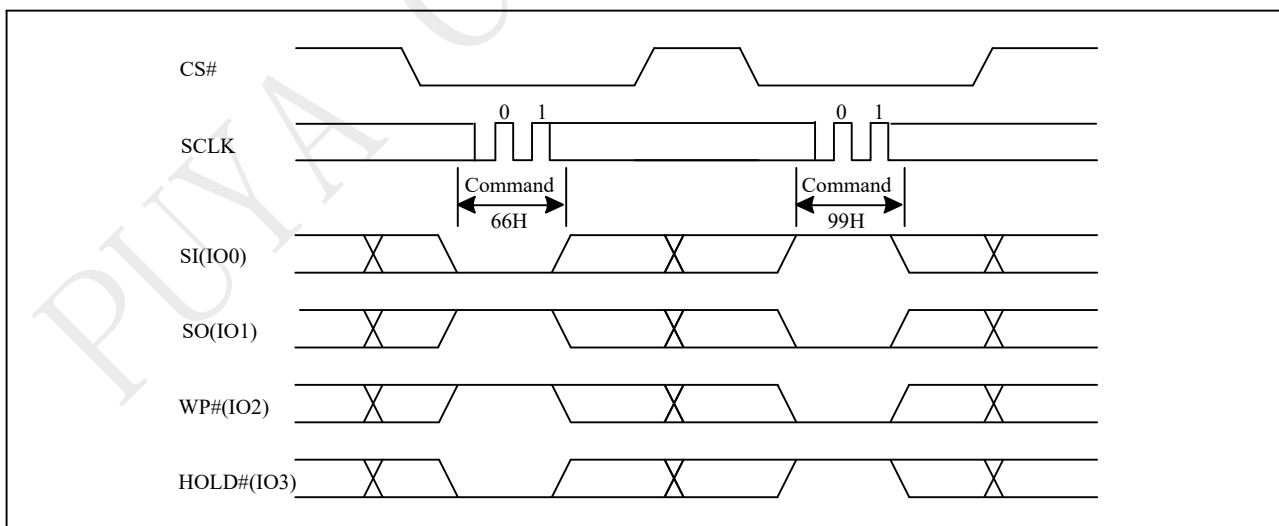 PUYA
CS#
0 1 0 1
SCLK
Command Command
66H 99H
SI(IO0)
SO(IO1)
WP#(IO2)
HOLD#(IO3)